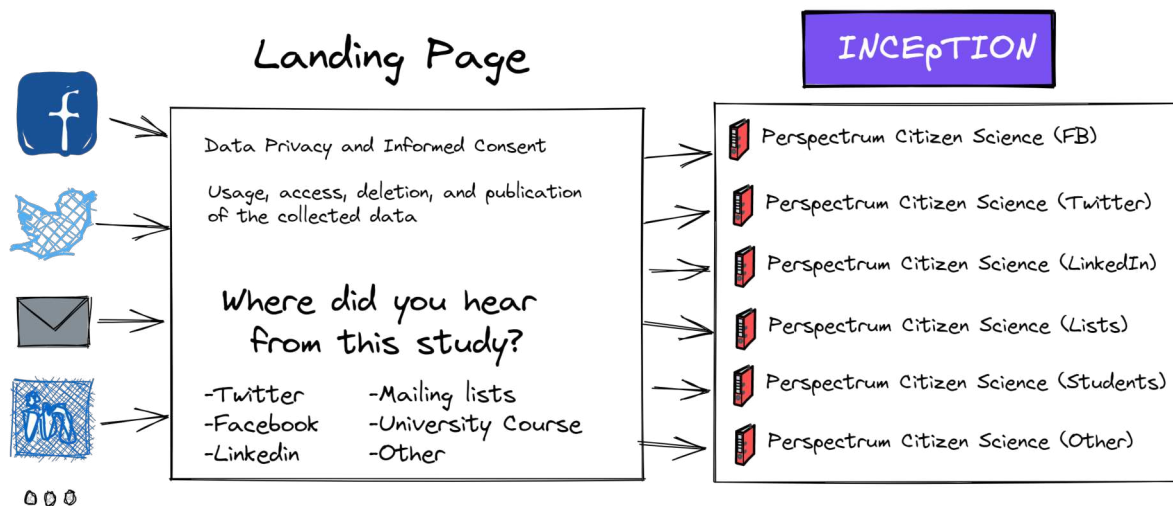 Landing Page
Data Privacy and Informed Consent
Usage, access, deletion, and publication
of the collected data
Where did you hear
from this study?
-Twitter
-Facebook
-Linkedin
-Mailing lists
-University Course
-Other
INCEpTION
Perspectrum Citizen Science (FB)
Perspectrum Citizen Science (Twitter)
Perspectrum Citizen Science (LinkedIn)
Perspectrum Citizen Science (Lists)
Perspectrum Citizen Science (Students)
Perspectrum Citizen Science (Other)